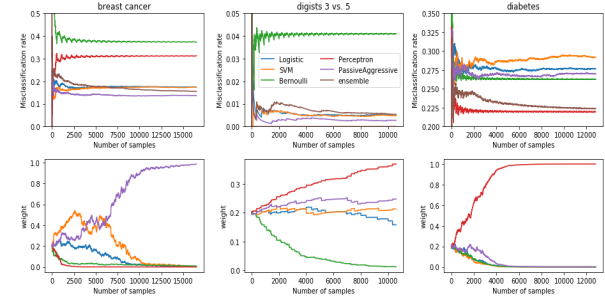 breast cancer
Misclassification rate
0.5
0.4
0.3
0.2
0.1
0.0
0 2500 5000 7500 10000 12500 15000
Number of samples
digists 3 vs. 5
Misclassification rate
0.05
0.04
0.03
0.02
0.01
0.00
Logistic
SVM
Bernoulli
Perceptron
PassiveAggressive
ensemble
0 2000 4000 6000 8000 10000
Number of samples
diabetes
Misclassification rate
0.350
0.325
0.300
0.275
0.250
0.225
0.200
0 2000 4000 6000 8000 10000 12000
Number of samples
weight
1.0
0.8
0.6
0.4
0.2
0.0
0 2500 5000 7500 10000 12500 15000
Number of samples
weight
0.3
0.2
0.1
0.0
0 2000 4000 6000 8000 10000
Number of samples
weight
1.0
0.8
0.6
0.4
0.2
0.0
0 2000 4000 6000 8000 10000 12000
Number of samples